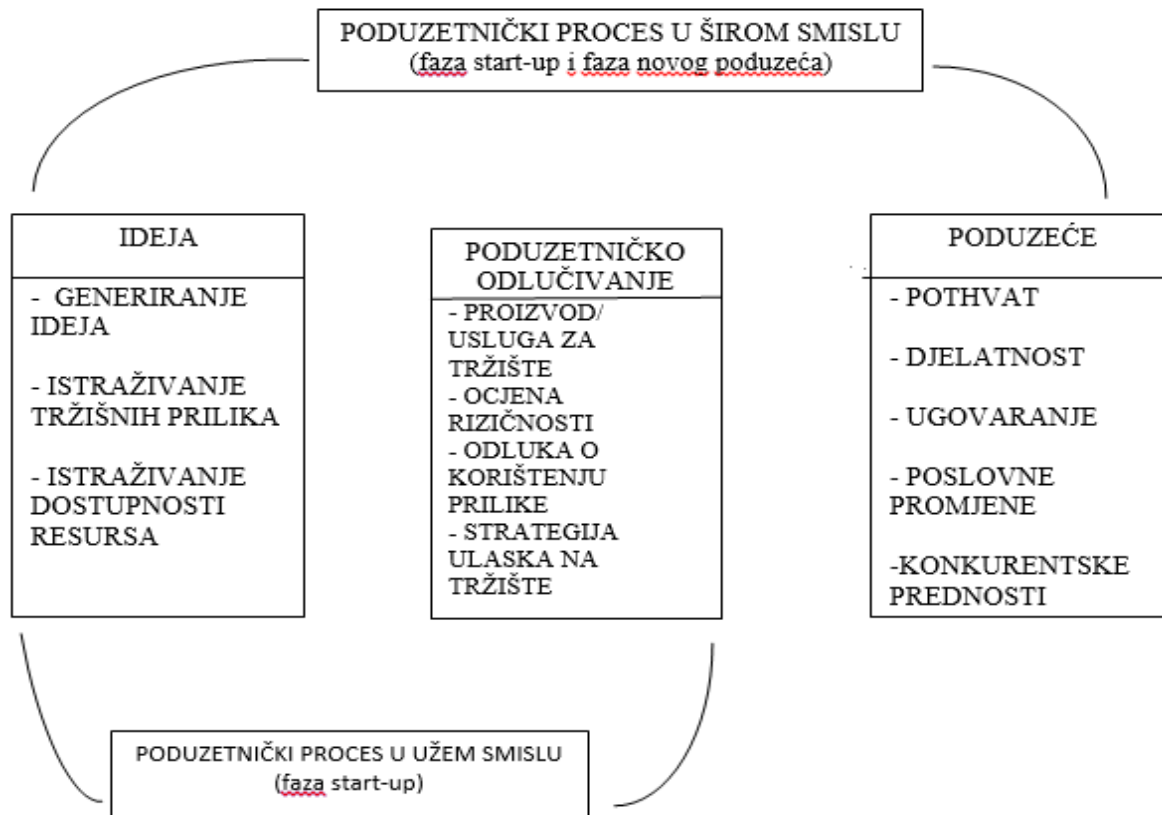 PODUZETNIČKI PROCES U ŠIROM SMISLU
(faza start-up i faza novog poduzeća)
IDEJA
- GENERIRANJE
IDEJA
- ISTRAŽIVANJE
TRŽIŠNIH PRILIKA
- ISTRAŽIVANJE
DOSTUPNOSTI
RESURSA
PODUZETNIČKO
ODLUČIVANJE
- PROIZVOD/
USLUGA ZA
TRŽIŠTE
- OCJENA
RIZIČNOSTI
- ODLUKA O
KORIŠTENJU
PRILIKE
- STRATEGIJA
ULASKA NA
TRŽIŠTE
PODUZEĆE
- POTHVAT
- DJELATNOST
- UGOVARANJE
- POSLOVNE
PROMJENE
-KONKURENTSKE
PREDNOSTI
PODUZETNIČKI PROCES U UŽEM SMISLU
(faza start-up)